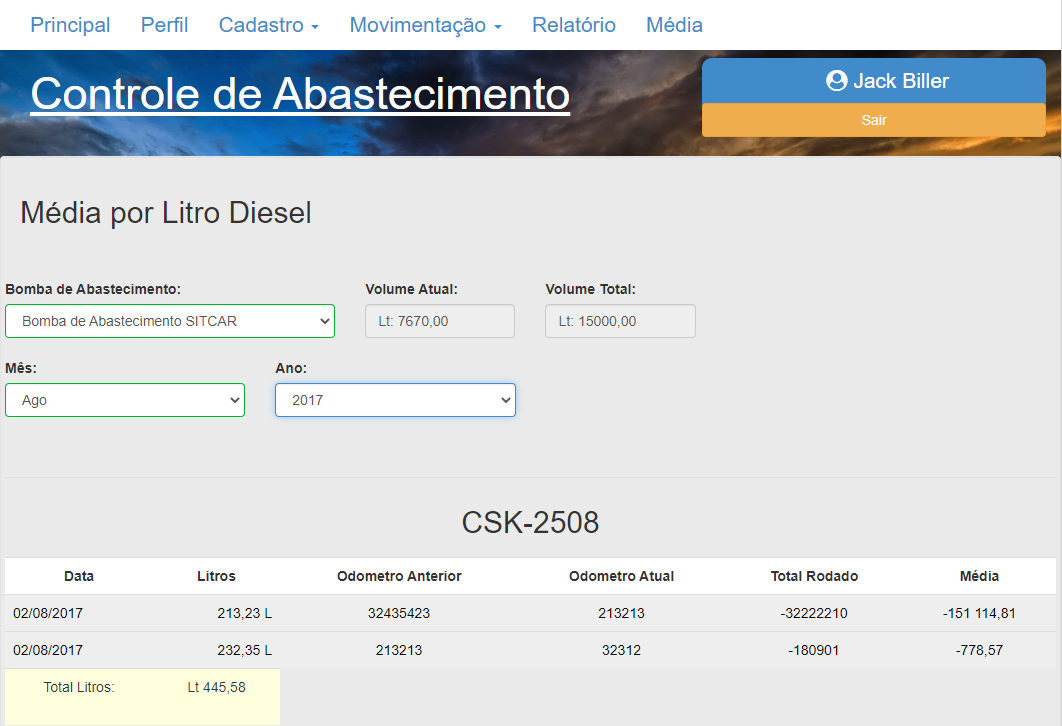 Principal Perfil Cadastro Movimentação Relatório Média
Controle de Abastecimento
Jack Biller
Sair
Média por Litro Diesel
Bomba de Abastecimento: Volume Atual: Volume Total:
Bomba de Abastecimento SITCAR Lt: 7670,00 Lt: 15000,00
Mês: Ano:
Ago 2017
CSK-2508
Data Litros Odometro Anterior Odometro Atual Total Rodado Média
02/08/2017 213,23 L 32435423 213213 -32222210 -151 114,81
02/08/2017 232,35 L 213213 32312 -180901 -778,57
Total Litros: Lt 445,58